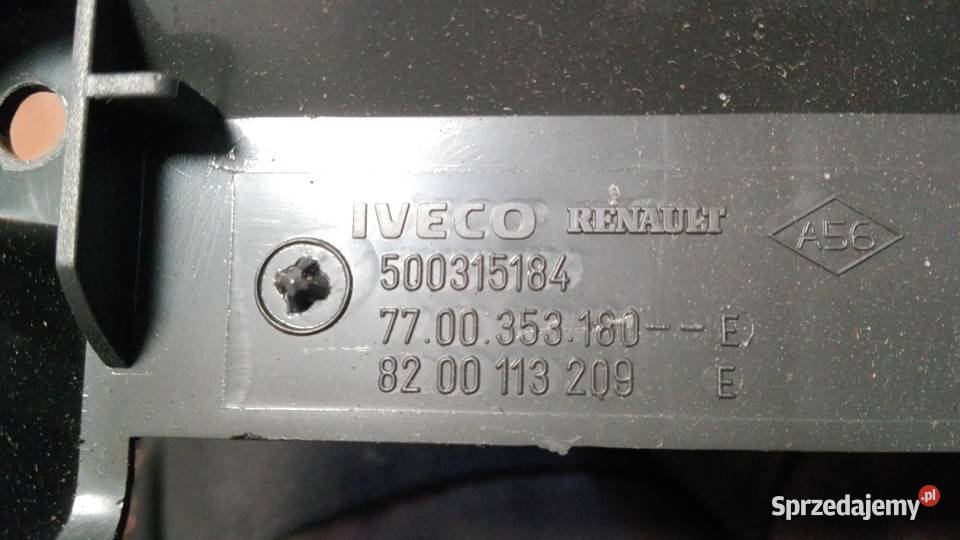 IVECO RENAULT A56
500315184
77.00.353.180-- E
82 00 113 209 E
Sprzedajemy.pl